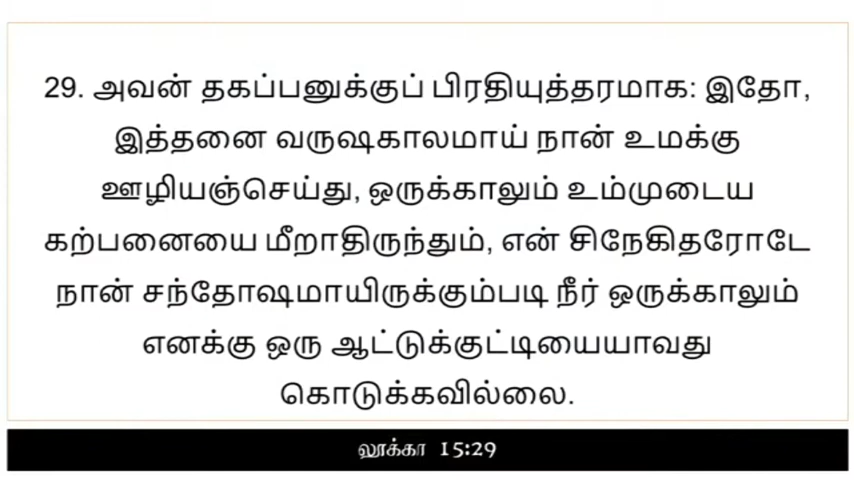 29. அவன் தகப்பனுக்குப் பிரதியுத்தரமாக: இதோ,
இத்தனை வருஷகாலமாய் நான் உமக்கு
ஊழியஞ்செய்து, ஒருக்காலும் உம்முடைய
கற்பனையை மீறாதிருந்தும், என் சிநேகிதரோடே
நான் சந்தோஷமாயிருக்கும்படி நீர் ஒருக்காலும்
எனக்கு ஒரு ஆட்டுக்குட்டியையாவது
கொடுக்கவில்லை.
லூக்கா 15:29